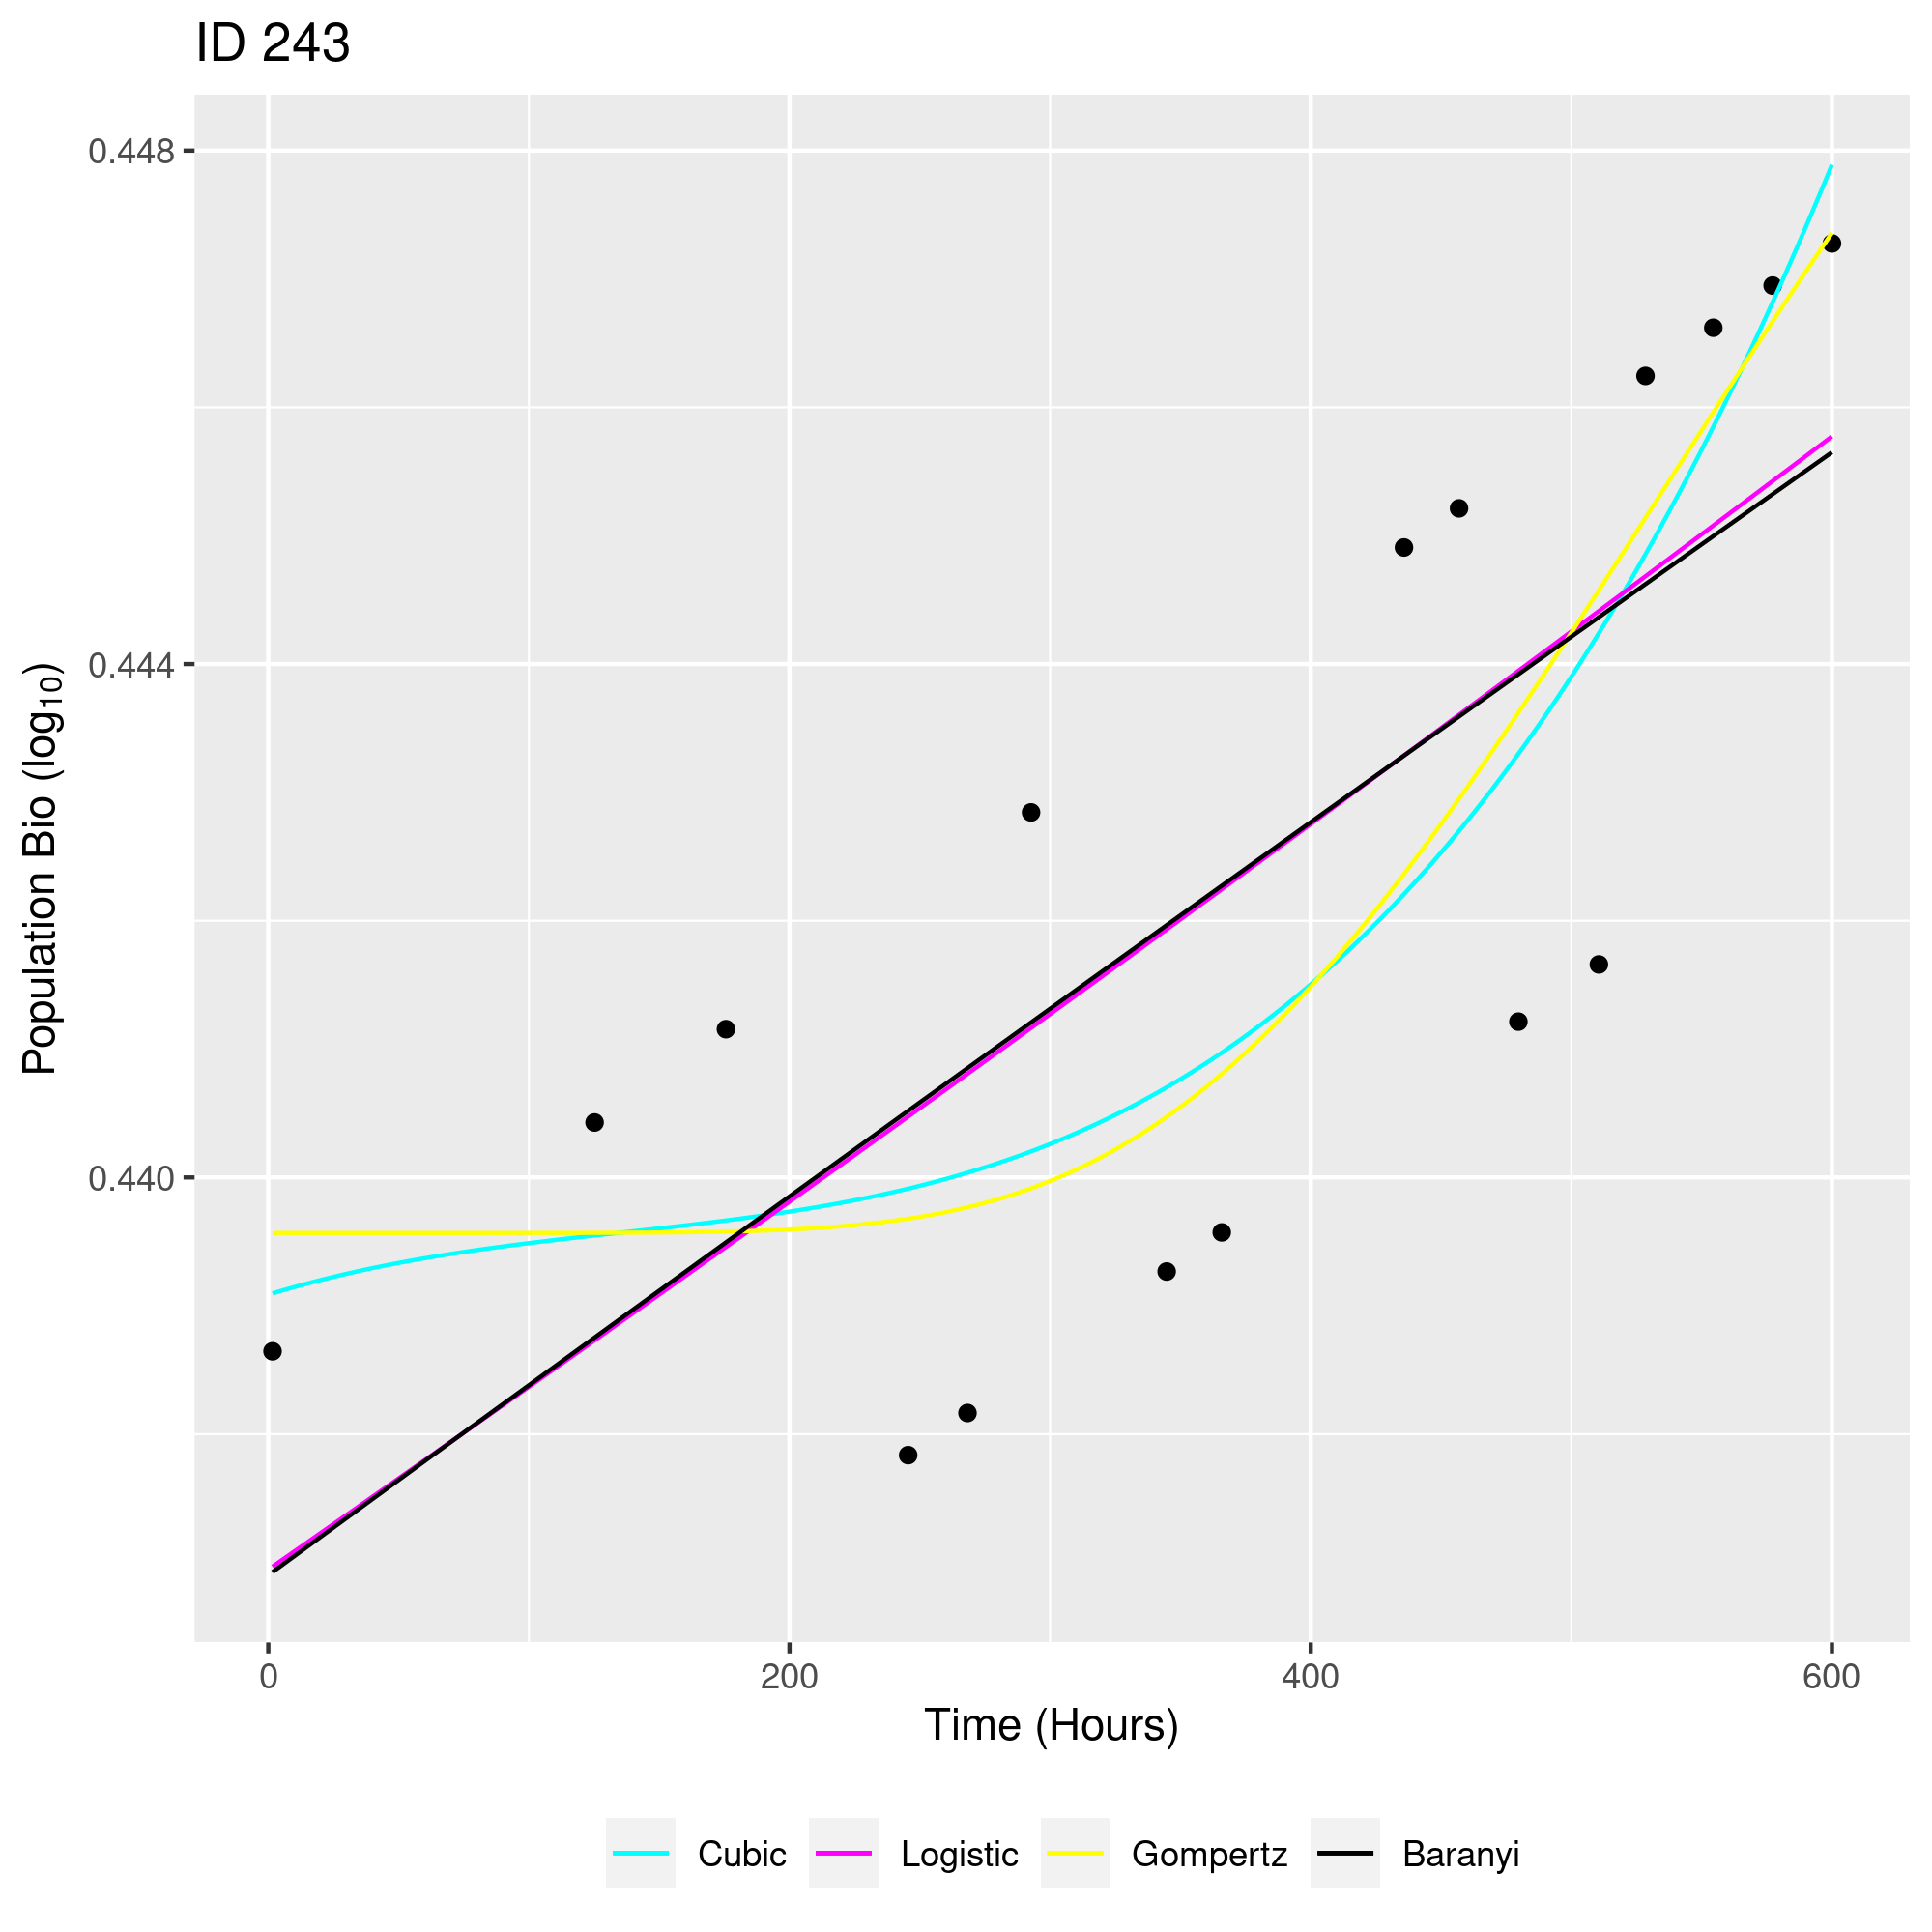 ID 243
0.448
0.444
0.440
Population Bio (log₁₀)
0 200 400 600
Time (Hours)
Cubic Logistic Gompertz Baranyi